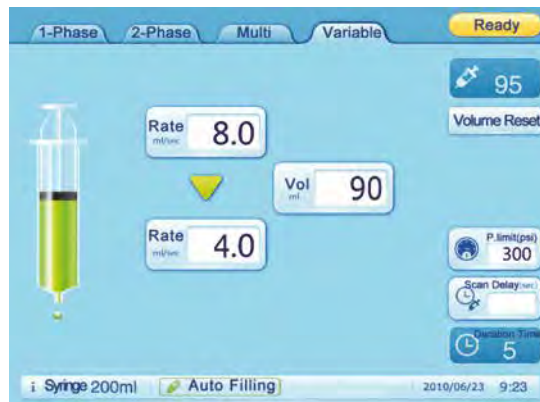 1-Phase 2-Phase Multi Variable Ready
95
Volume Reset
Rate ml/sec 8.0
Vol ml 90
Rate ml/sec 4.0
P.limit(psi)
300
Scan Delay(sec)
Duration Time
5
i Syringe 200ml Auto Filling 2010/06/23 9:23